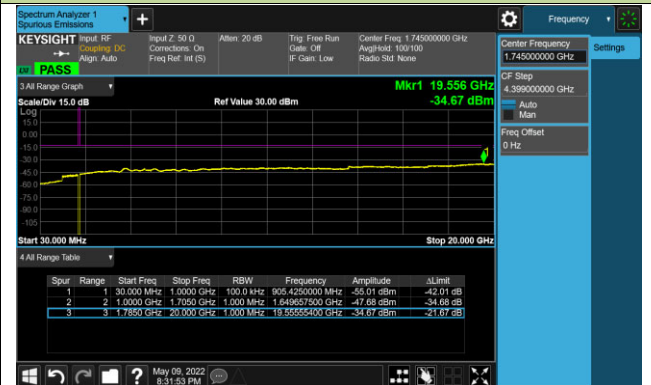 Spectrum Analyzer 1
Spurious Emissions
+
Frequency
KEYSIGHT
Input: RF
Coupling: DC
Align: Auto
Input Z: 50 Ω
Corrections: On
Freq Ref: Int (S)
Atten: 20 dB
Trig: Free Run
Gate: Off
IF Gain: Low
Center Freq: 1.745000000 GHz
Avg|Hold: 100/100
Radio Std: None
PASS
Center Frequency
1.745000000 GHz
Settings
CF Step
4.399000000 GHz
Auto
Man
Freq Offset
0 Hz
3 All Range Graph
Mkr1 19.556 GHz
Scale/Div 15.0 dB
Ref Value 30.00 dBm
-34.67 dBm
Log
15.0
0.00
-15.0
-30.0
-45.0
-60.0
-75.0
-90.0
-105
1
Start 30.000 MHz
Stop 20.000 GHz
4 All Range Table
Spur Range Start Freq Stop Freq RBW Frequency Amplitude ΔLimit
1 1 30.000 MHz 1.0000 GHz 100.0 kHz 905.4250000 MHz -55.01 dBm -42.01 dB
2 2 1.0000 GHz 1.7050 GHz 1.000 MHz 1.649657500 GHz -47.68 dBm -34.68 dB
3 3 1.7850 GHz 20.000 GHz 1.000 MHz 19.55555400 GHz -34.67 dBm -21.67 dB
?
May 09, 2022
8:31:53 PM